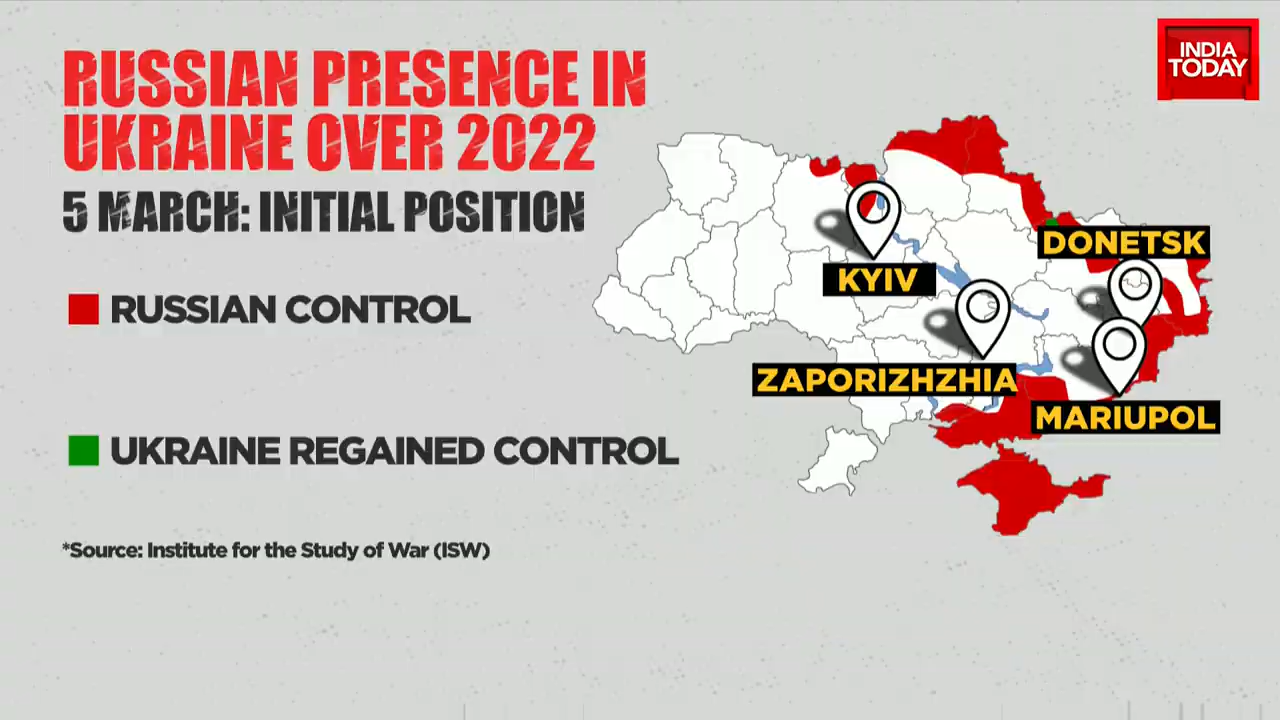 RUSSIAN PRESENCE IN
UKRAINE OVER 2022
5 MARCH: INITIAL POSITION
RUSSIAN CONTROL
UKRAINE REGAINED CONTROL
*Source: Institute for the Study of War (ISW)
INDIA
TODAY
DONETSK
KYIV
ZAPORIZHZHIA
MARIUPOL